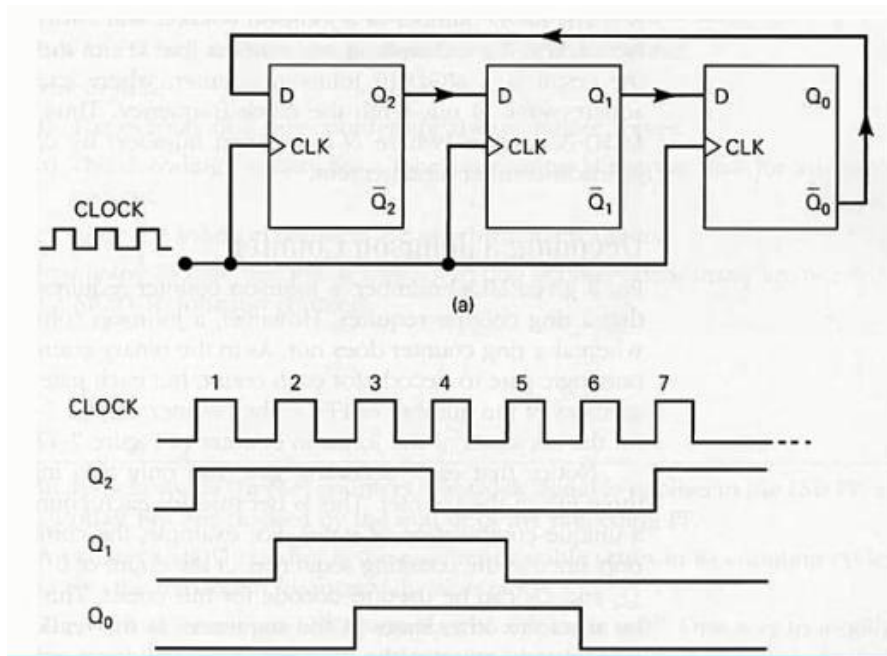 D Q₂ D Q₁ D Q₀
CLK CLK CLK
Q̅₂ Q̅₁ Q̅₀
CLOCK
(a)
1 2 3 4 5 6 7
CLOCK
Q₂
Q₁
Q₀